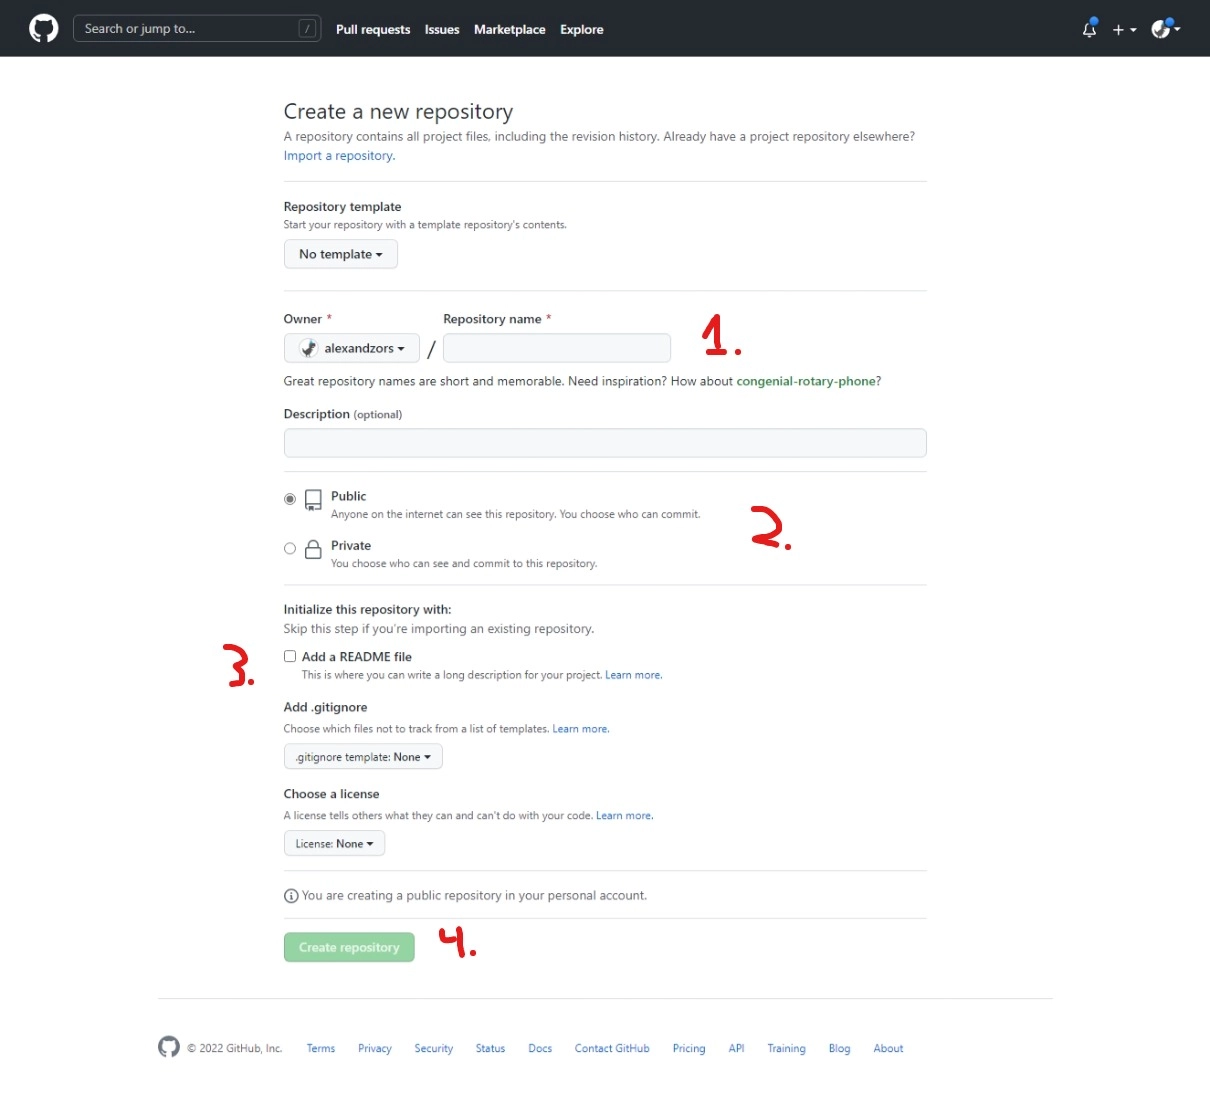 Search or jump to... /
Pull requests Issues Marketplace Explore
Create a new repository
A repository contains all project files, including the revision history. Already have a project repository elsewhere?
Import a repository.
Repository template
Start your repository with a template repository's contents.
No template
Owner * Repository name *
1.
alexandzors /
Great repository names are short and memorable. Need inspiration? How about congenial-rotary-phone?
Description (optional)
Public
Anyone on the internet can see this repository. You choose who can commit.
2.
Private
You choose who can see and commit to this repository.
Initialize this repository with:
Skip this step if you're importing an existing repository.
3.
Add a README file
This is where you can write a long description for your project. Learn more.
Add .gitignore
Choose which files not to track from a list of templates. Learn more.
.gitignore template: None
Choose a license
A license tells others what they can and can't do with your code. Learn more.
License: None
You are creating a public repository in your personal account.
Create repository 4.
© 2022 GitHub, Inc. Terms Privacy Security Status Docs Contact GitHub Pricing API Training Blog About